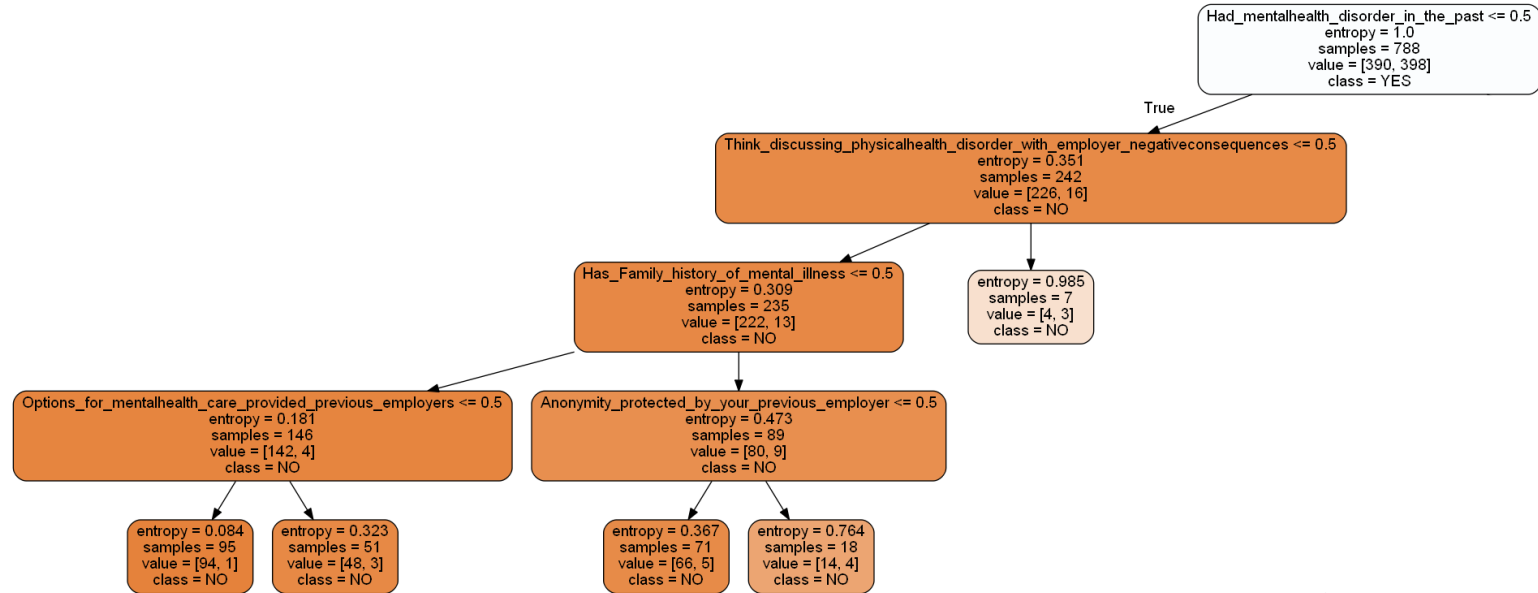 Had_mentalhealth_disorder_in_the_past <= 0.5
entropy = 1.0
samples = 788
value = [390, 398]
class = YES
True
Think_discussing_physicalhealth_disorder_with_employer_negativeconsequences <= 0.5
entropy = 0.351
samples = 242
value = [226, 16]
class = NO
Has_Family_history_of_mental_illness <= 0.5
entropy = 0.309
samples = 235
value = [222, 13]
class = NO
entropy = 0.985
samples = 7
value = [4, 3]
class = NO
Options_for_mentalhealth_care_provided_previous_employers <= 0.5
entropy = 0.181
samples = 146
value = [142, 4]
class = NO
Anonymity_protected_by_your_previous_employer <= 0.5
entropy = 0.473
samples = 89
value = [80, 9]
class = NO
entropy = 0.084
samples = 95
value = [94, 1]
class = NO
entropy = 0.323
samples = 51
value = [48, 3]
class = NO
entropy = 0.367
samples = 71
value = [66, 5]
class = NO
entropy = 0.764
samples = 18
value = [14, 4]
class = NO